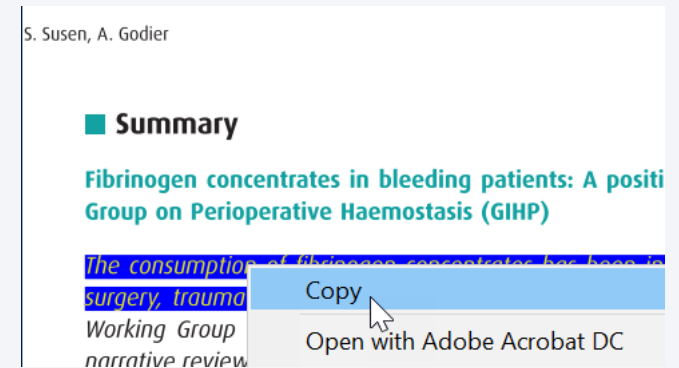 S. Susen, A. Godier
Summary
Fibrinogen concentrates in bleeding patients: A positi
Group on Perioperative Haemostasis (GIHP)
The consumption of fibrinogen concentrates has been in
surgery, trauma
Copy
Working Group
Open with Adobe Acrobat DC
narrative review